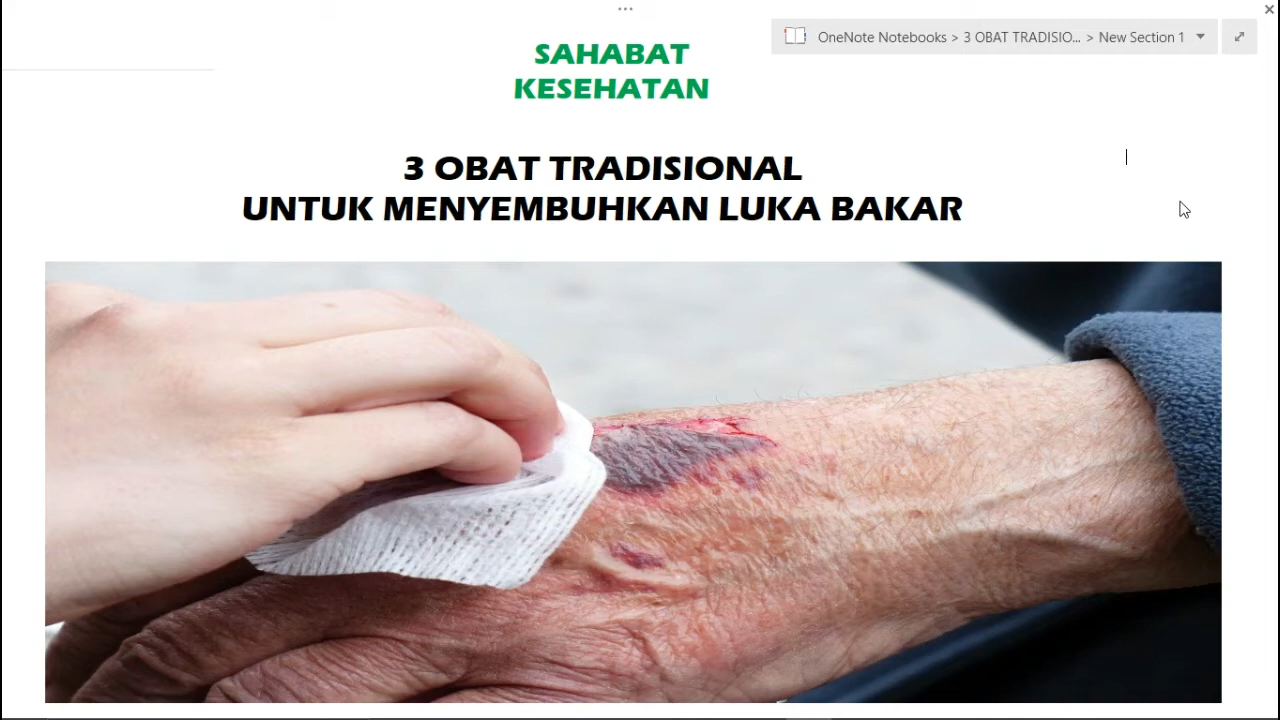 OneNote Notebooks > 3 OBAT TRADISIO... > New Section 1
SAHABAT
KESEHATAN
3 OBAT TRADISIONAL
UNTUK MENYEMBUHKAN LUKA BAKAR